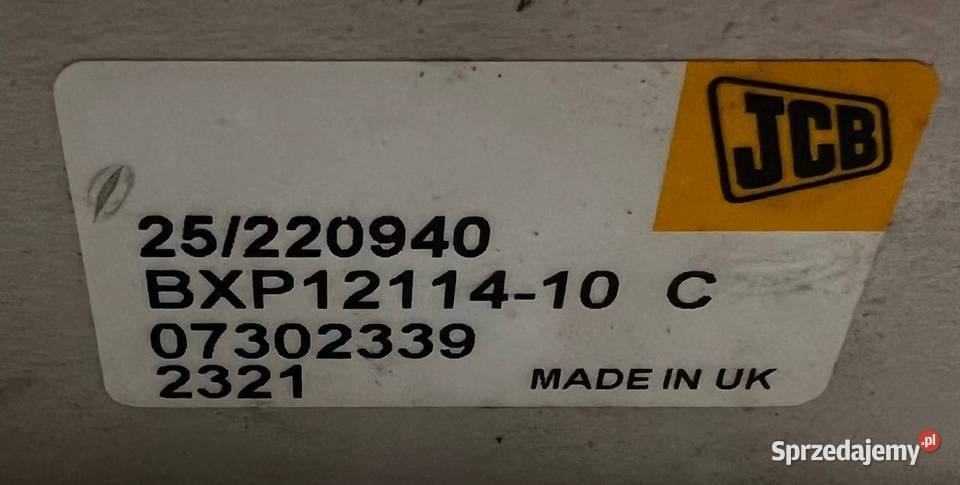 JCB
25/220940
BXP12114-10 C
07302339
2321
MADE IN UK
Sprzedajemy.pl